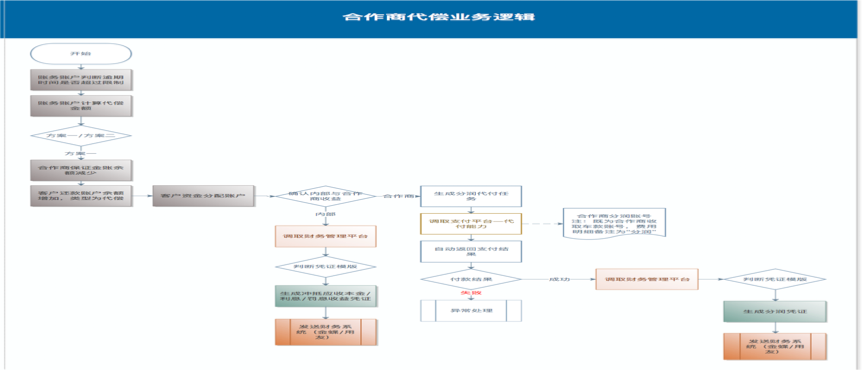 合作商代偿业务逻辑
开始
账务账户判断逾期
时间是否超过限制
账务账户计算代偿
金额
方案一/方案二
方案一
合作商保证金账余
额减少
客户还款账户余额
增加，类型为代偿
客户资金分配账户
确认内部与合作
商收益
合作商
内部
调取财务管理平台
判断凭证模版
生成冲抵应收本金/
利息/罚息收益凭证
发送财务系
统（金蝶/用
友）
生成分润代付任
务
调取支付平台—代
付能力
合作商分润账号
注：既为合作商收
取车款账号，费用
明细备注为“分润”
自动返回支付结
果
付款结果
成功
失败
异常处理
调取财务管理平台
判断凭证模版
生成分润凭证
发送财务系
统（金蝶/用
友）